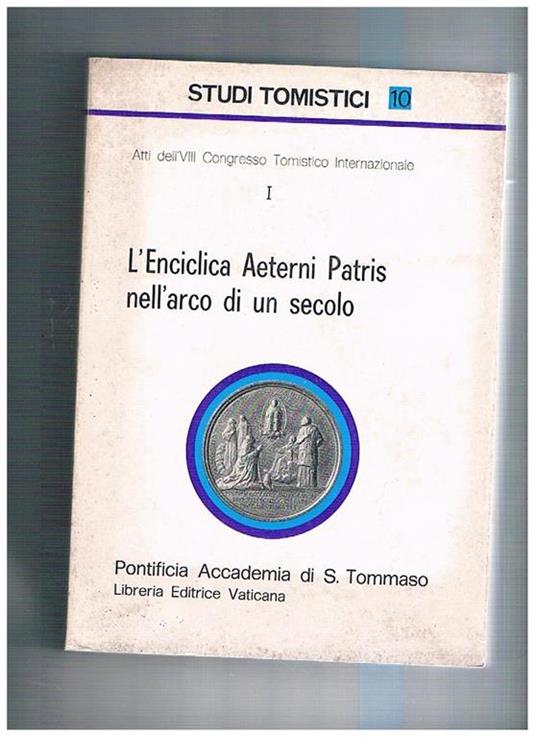 STUDI TOMISTICI 10
Atti dell'VIII Congresso Tomistico Internazionale
I
L'Enciclica Aeterni Patris
nell'arco di un secolo
Pontificia Accademia di S. Tommaso
Libreria Editrice Vaticana